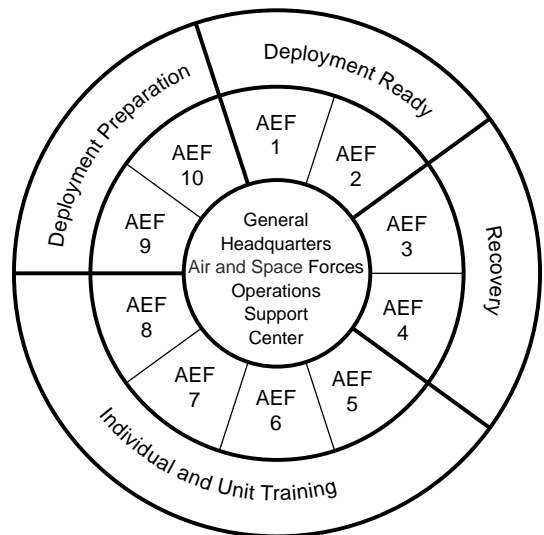 Deployment Ready
Deployment Preparation
Recovery
Individual and Unit Training
AEF
1
AEF
2
AEF
3
AEF
4
AEF
5
AEF
6
AEF
7
AEF
8
AEF
9
AEF
10
General
Headquarters
Air and Space Forces
Operations
Support
Center